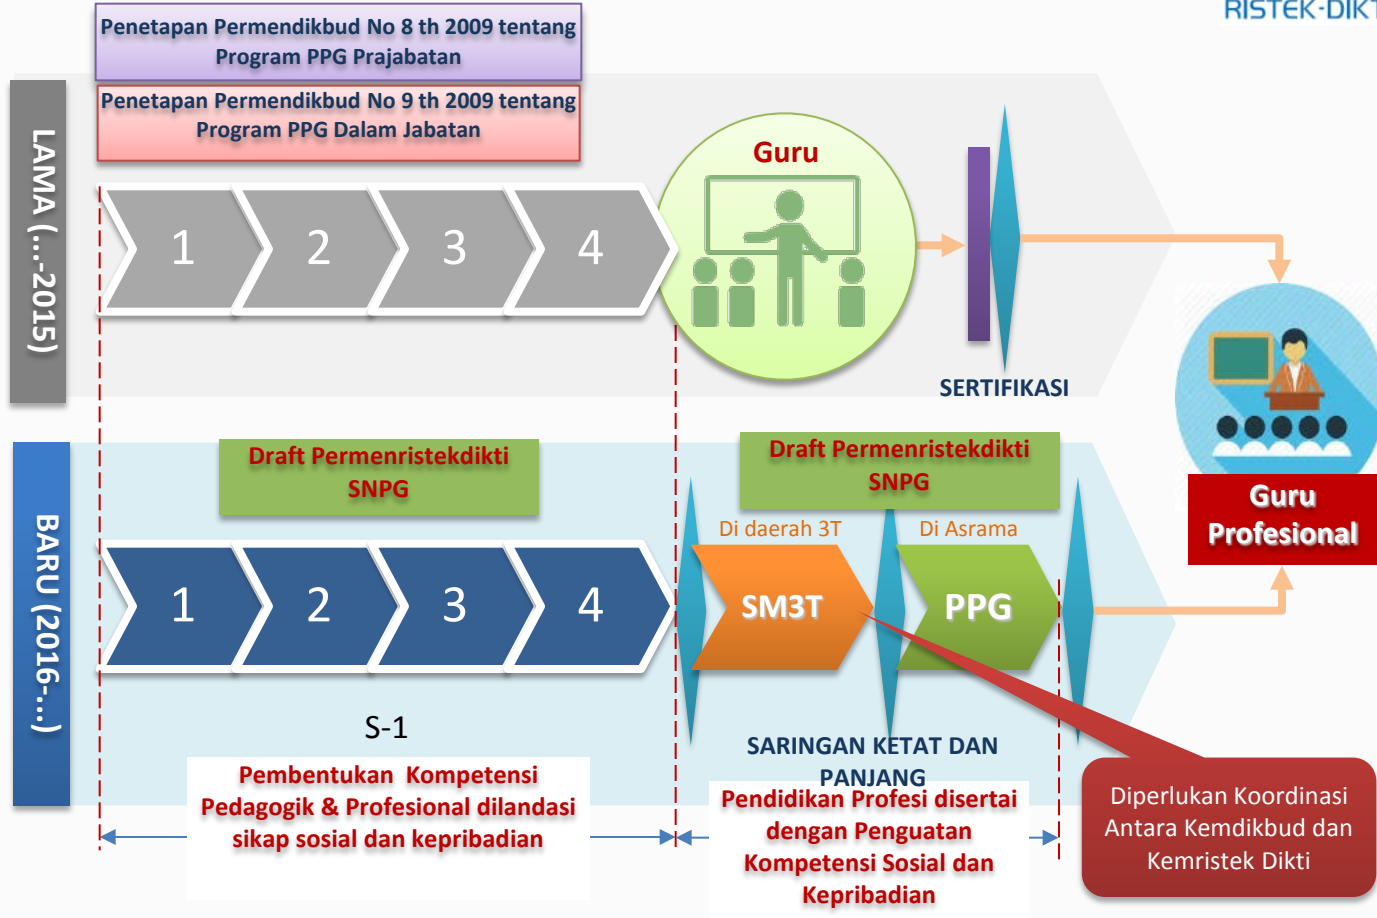 RISTEK-DIKT
Penetapan Permendikbud No 8 th 2009 tentang
Program PPG Prajabatan
Penetapan Permendikbud No 9 th 2009 tentang
Program PPG Dalam Jabatan
LAMA (...-2015)
1
2
3
4
Guru
SERTIFIKASI
Guru
Profesional
BARU (2016-...)
Draft Permenristekdikti
SNPG
Draft Permenristekdikti
SNPG
Di daerah 3T
Di Asrama
1
2
3
4
SM3T
PPG
S-1
SARINGAN KETAT DAN
PANJANG
Pembentukan Kompetensi
Pedagogik & Profesional dilandasi
sikap sosial dan kepribadian
Pendidikan Profesi disertai
dengan Penguatan
Kompetensi Sosial dan
Kepribadian
Diperlukan Koordinasi
Antara Kemdikbud dan
Kemristek Dikti